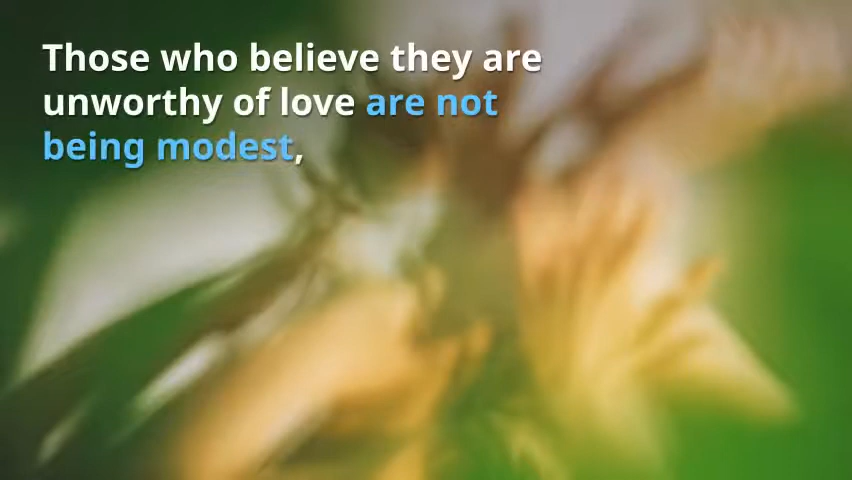 Those who believe they are
unworthy of love are not
being modest,